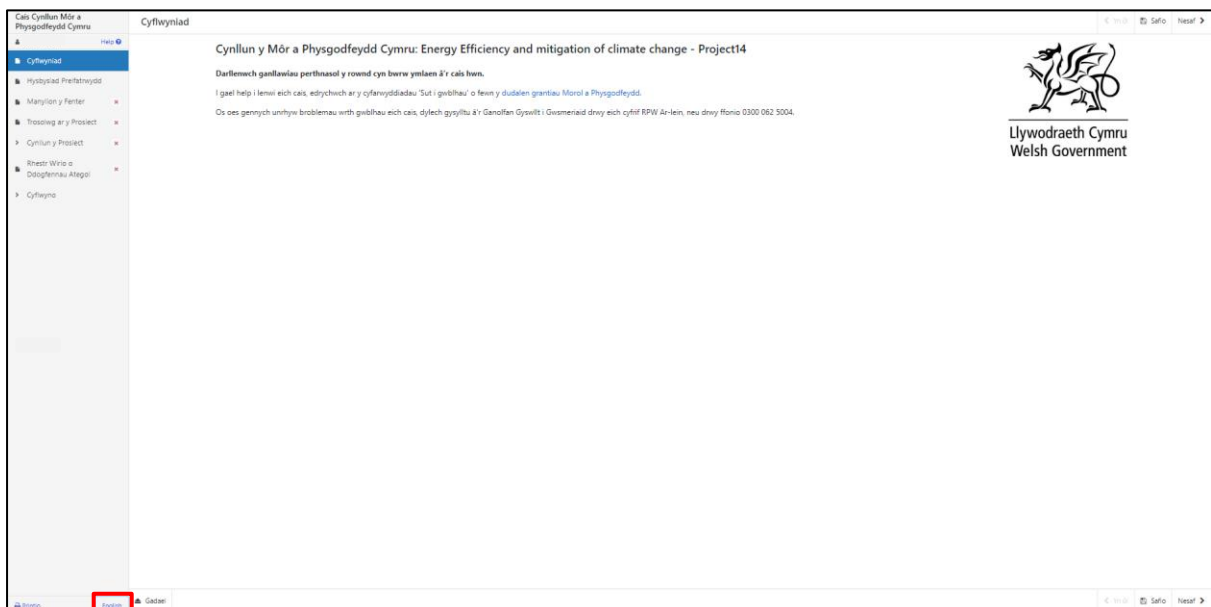 Cais Cynllun Môr a
Physgodfeydd Cymru
Cyflwyniad
Safio
Nesaf
Help
Cyflwyniad
Hysbysiad Preifatrwydd
Manylion y Fenter
Trosolwg ar y Prosiect
Cynllun y Prosiect
Rhestr Wirio o
Ddogfennau Ategol
Cyflwyno
Cynllun y Môr a Physgodfeydd Cymru: Energy Efficiency and mitigation of climate change - Project14
Darllenwch ganllawiau perthnasol y rownd cyn bwrw ymlaen â'r cais hwn.
I gael help i lenwi eich cais, edrychwch ar y cyfarwyddiadau 'Sut i gwblhau' o fewn y dudalen grantiau Morol a Physgodfeydd.
Os oes gennych unrhyw broblemau wrth gwblhau eich cais, dylech gysylltu â'r Ganolfan Gyswllt i Gwsmeriaid drwy eich cyfrif RPW Ar-lein, neu drwy ffonio 0300 062 5004.
Llywodraeth Cymru
Welsh Government
Printio
English
Gadael
Safio
Nesaf